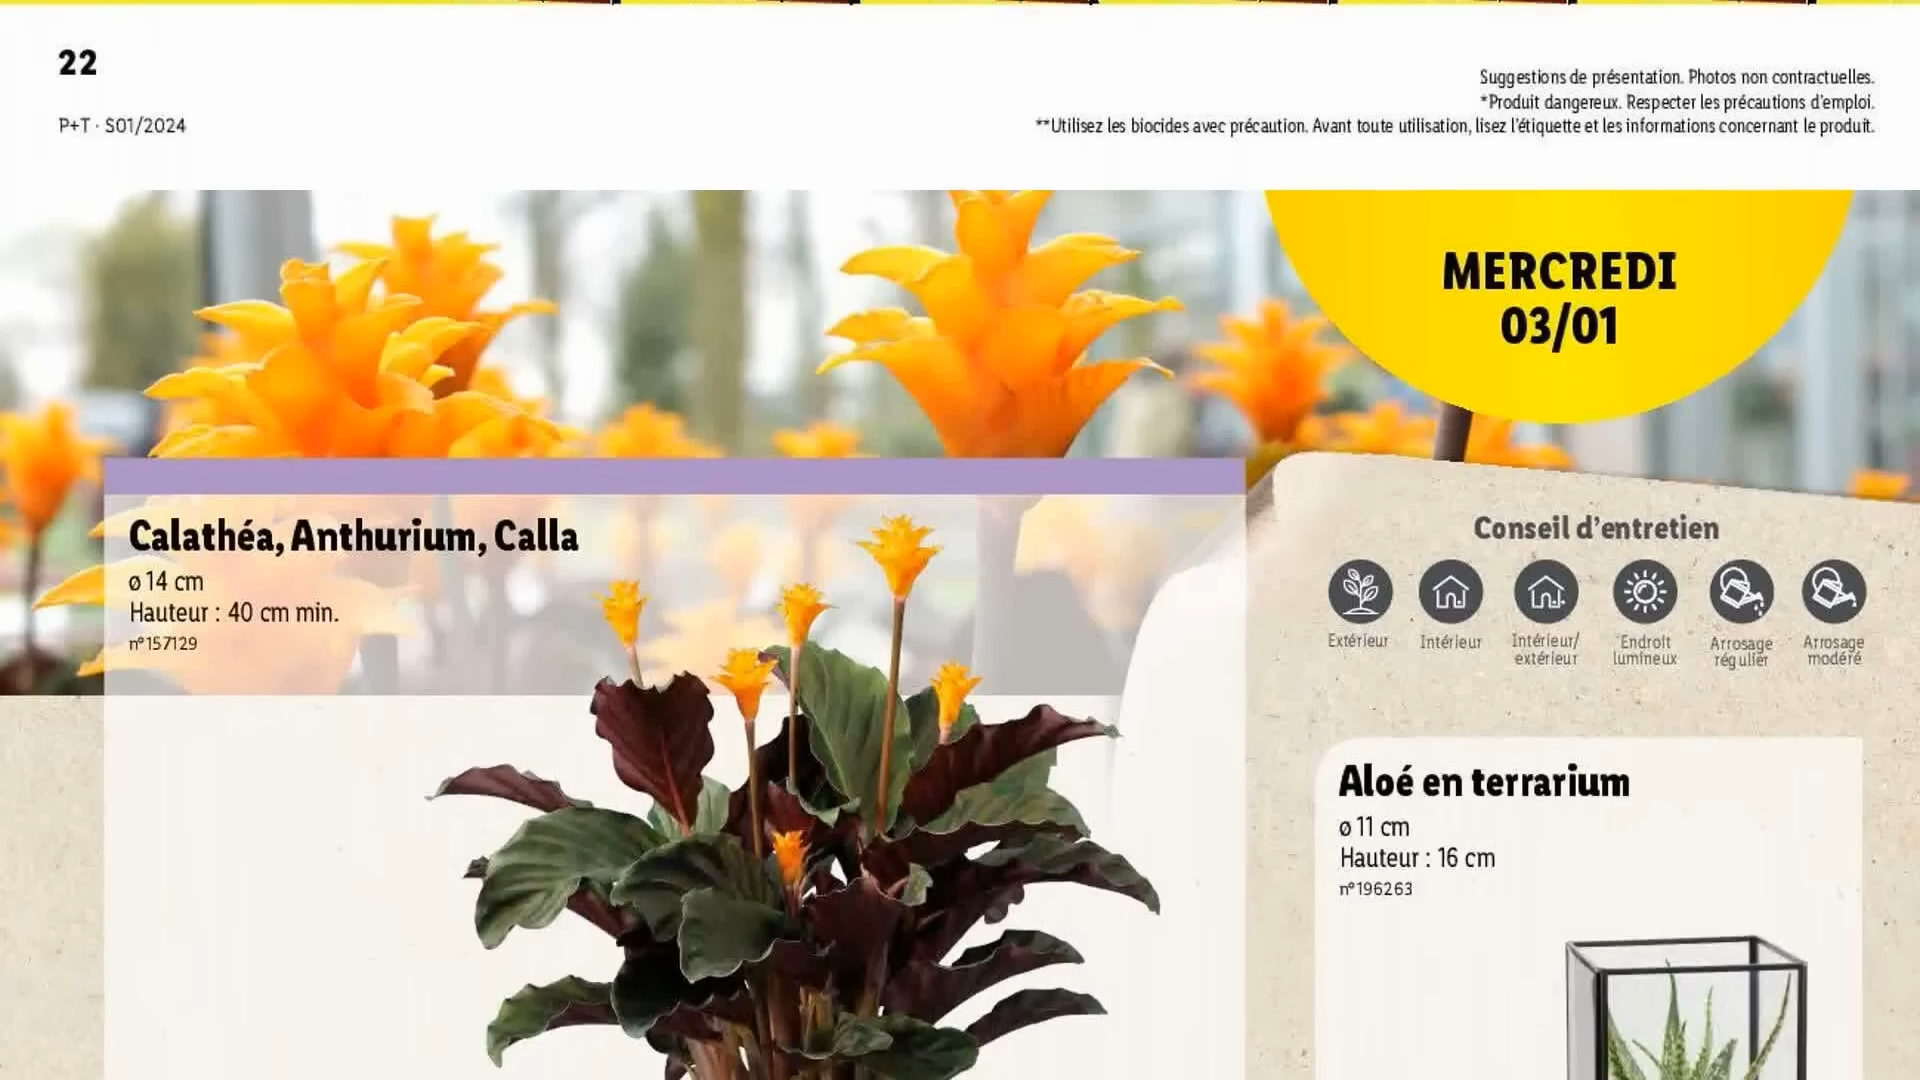 22
P+T · S01/2024
Suggestions de présentation. Photos non contractuelles.
*Produit dangereux. Respecter les précautions d'emploi.
**Utilisez les biocides avec précaution. Avant toute utilisation, lisez l'étiquette et les informations concernant le produit.
MERCREDI
03/01
Calathéa, Anthurium, Calla
ø 14 cm
Hauteur : 40 cm min.
n°157129
Conseil d'entretien
Extérieur
Intérieur
Intérieur/
extérieur
Endroit
lumineux
Arrosage
régulier
Arrosage
modéré
Aloé en terrarium
ø 11 cm
Hauteur : 16 cm
n°196263